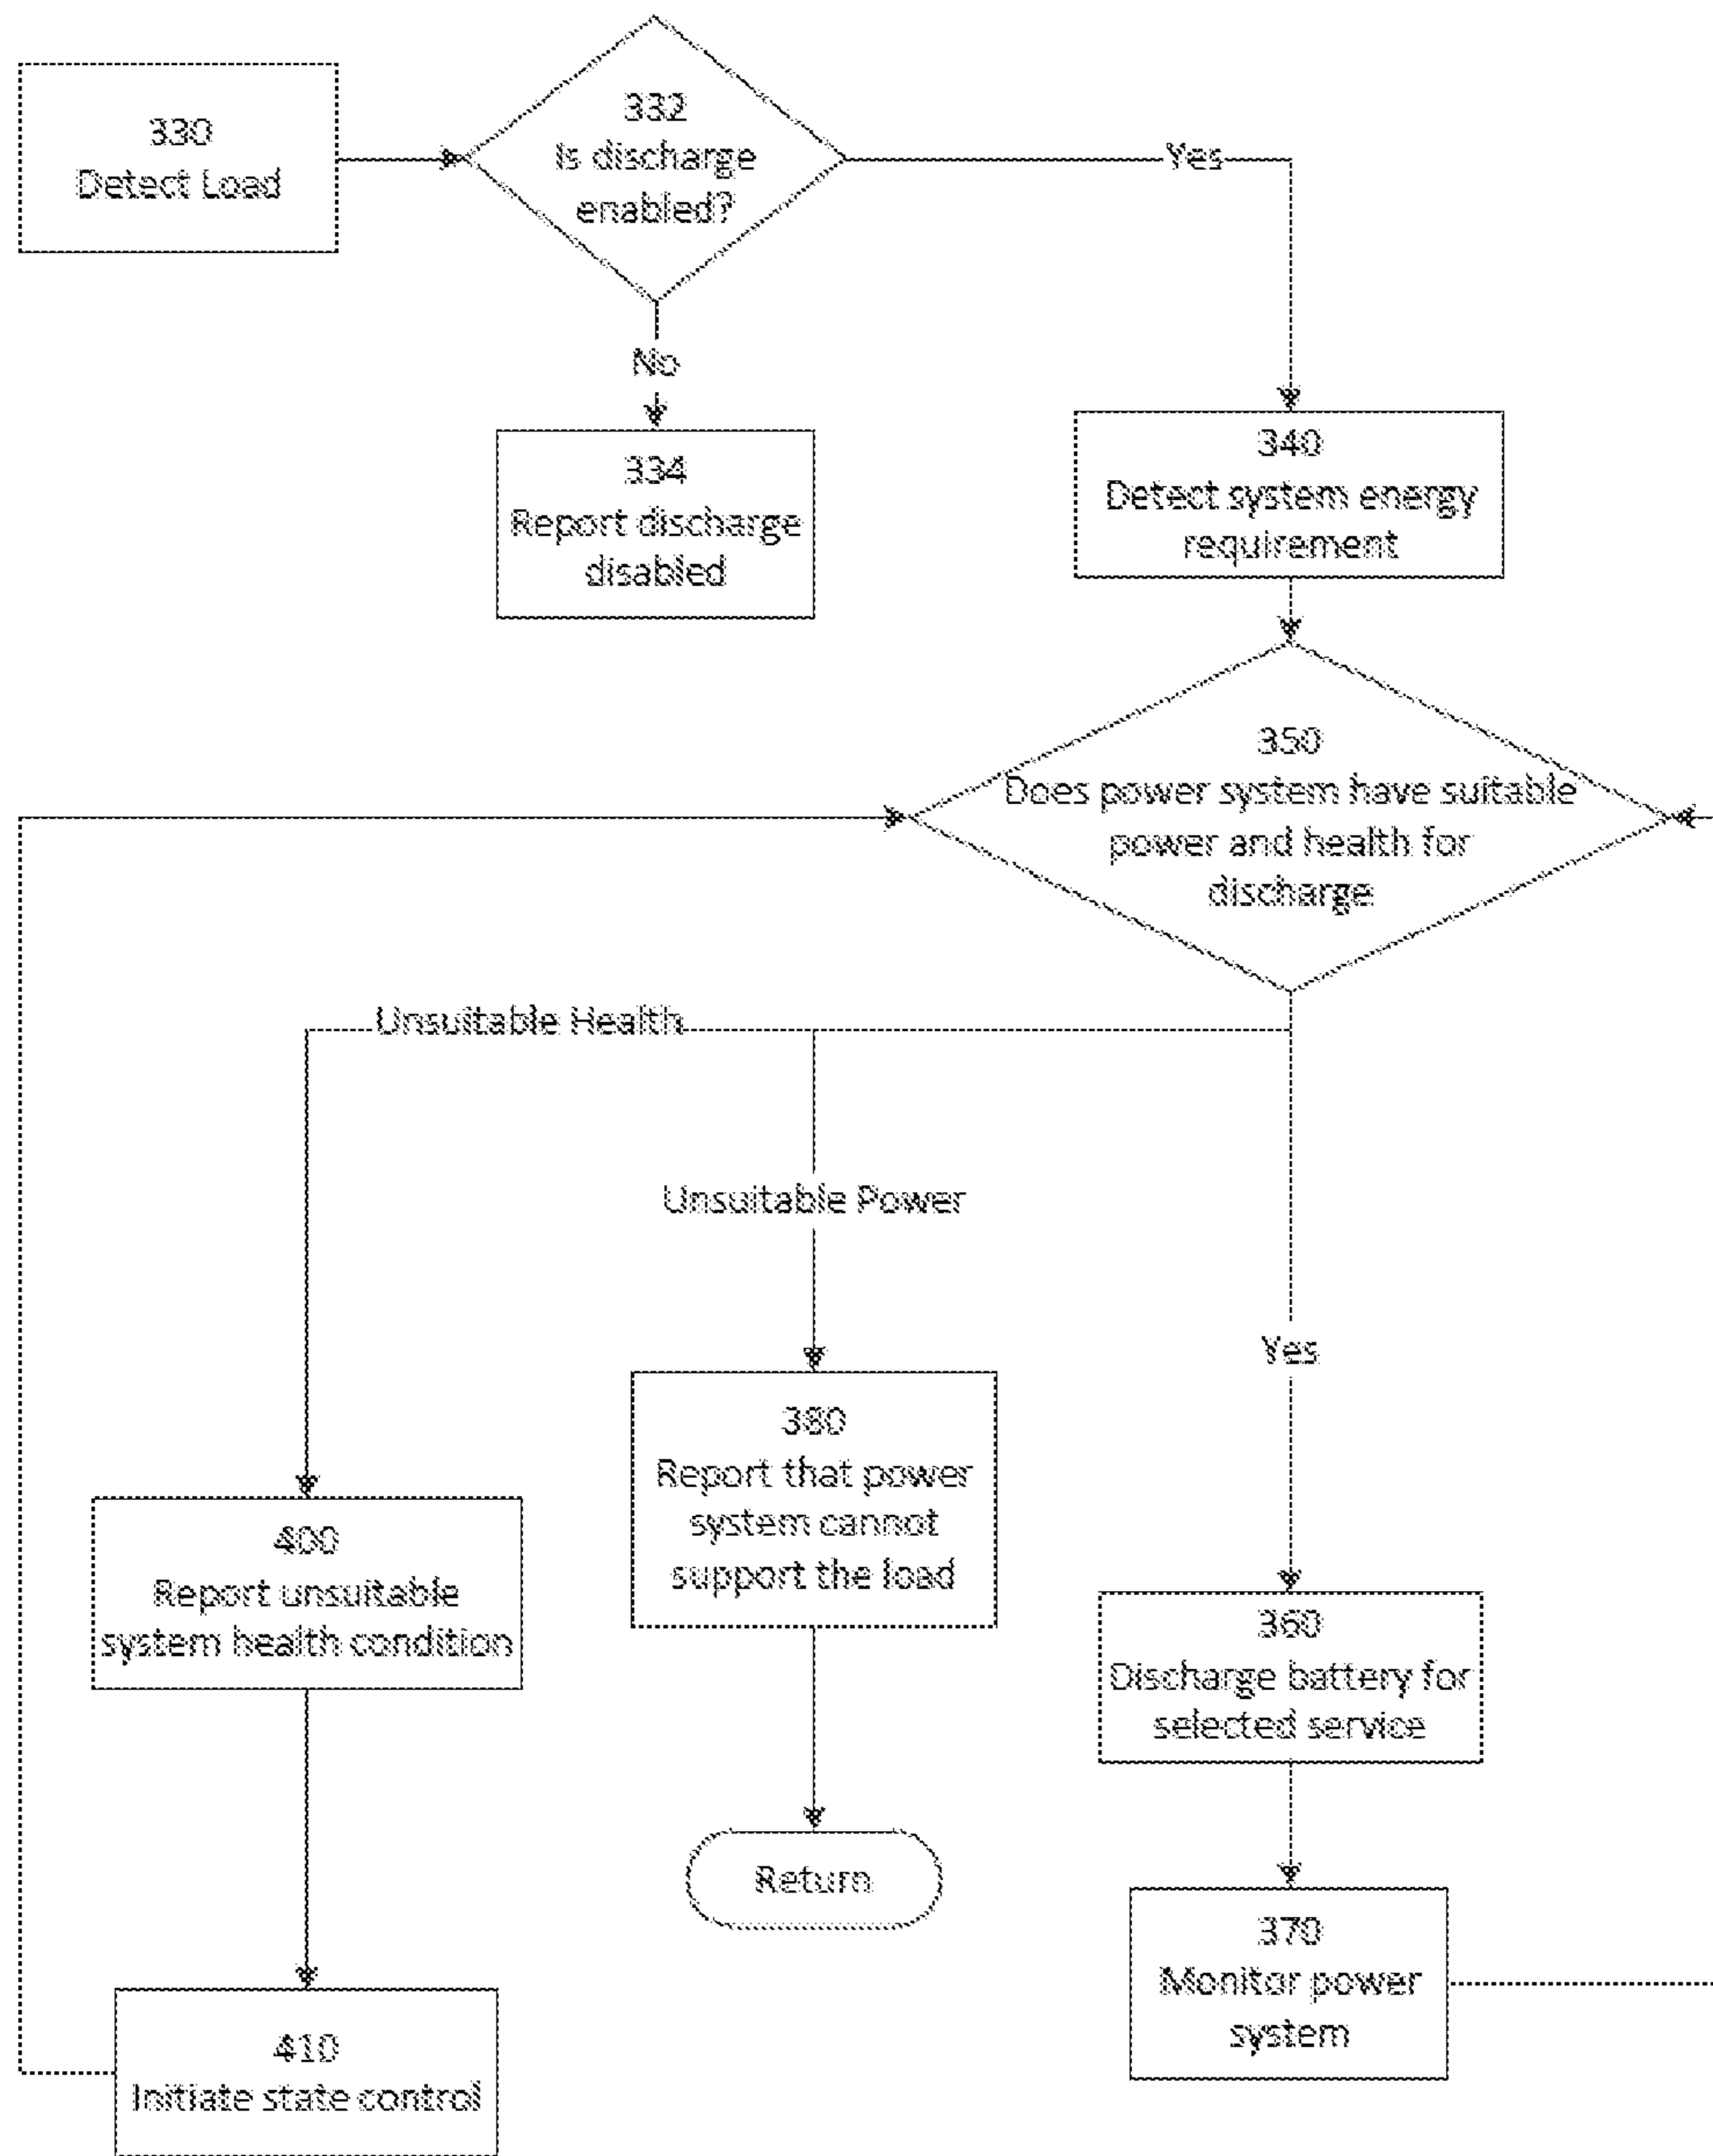 330
Detect Load
332
Is discharge
enabled?
Yes
No
334
Report discharge
disabled
340
Detect system energy
requirement
350
Does power system have suitable
power and health for
discharge
Unsuitable Health
Unsuitable Power
Yes
380
Report that power
system cannot
support the load
400
Report unsuitable
system health condition
360
Discharge battery for
selected service
Return
370
Monitor power
system
410
Initiate state control